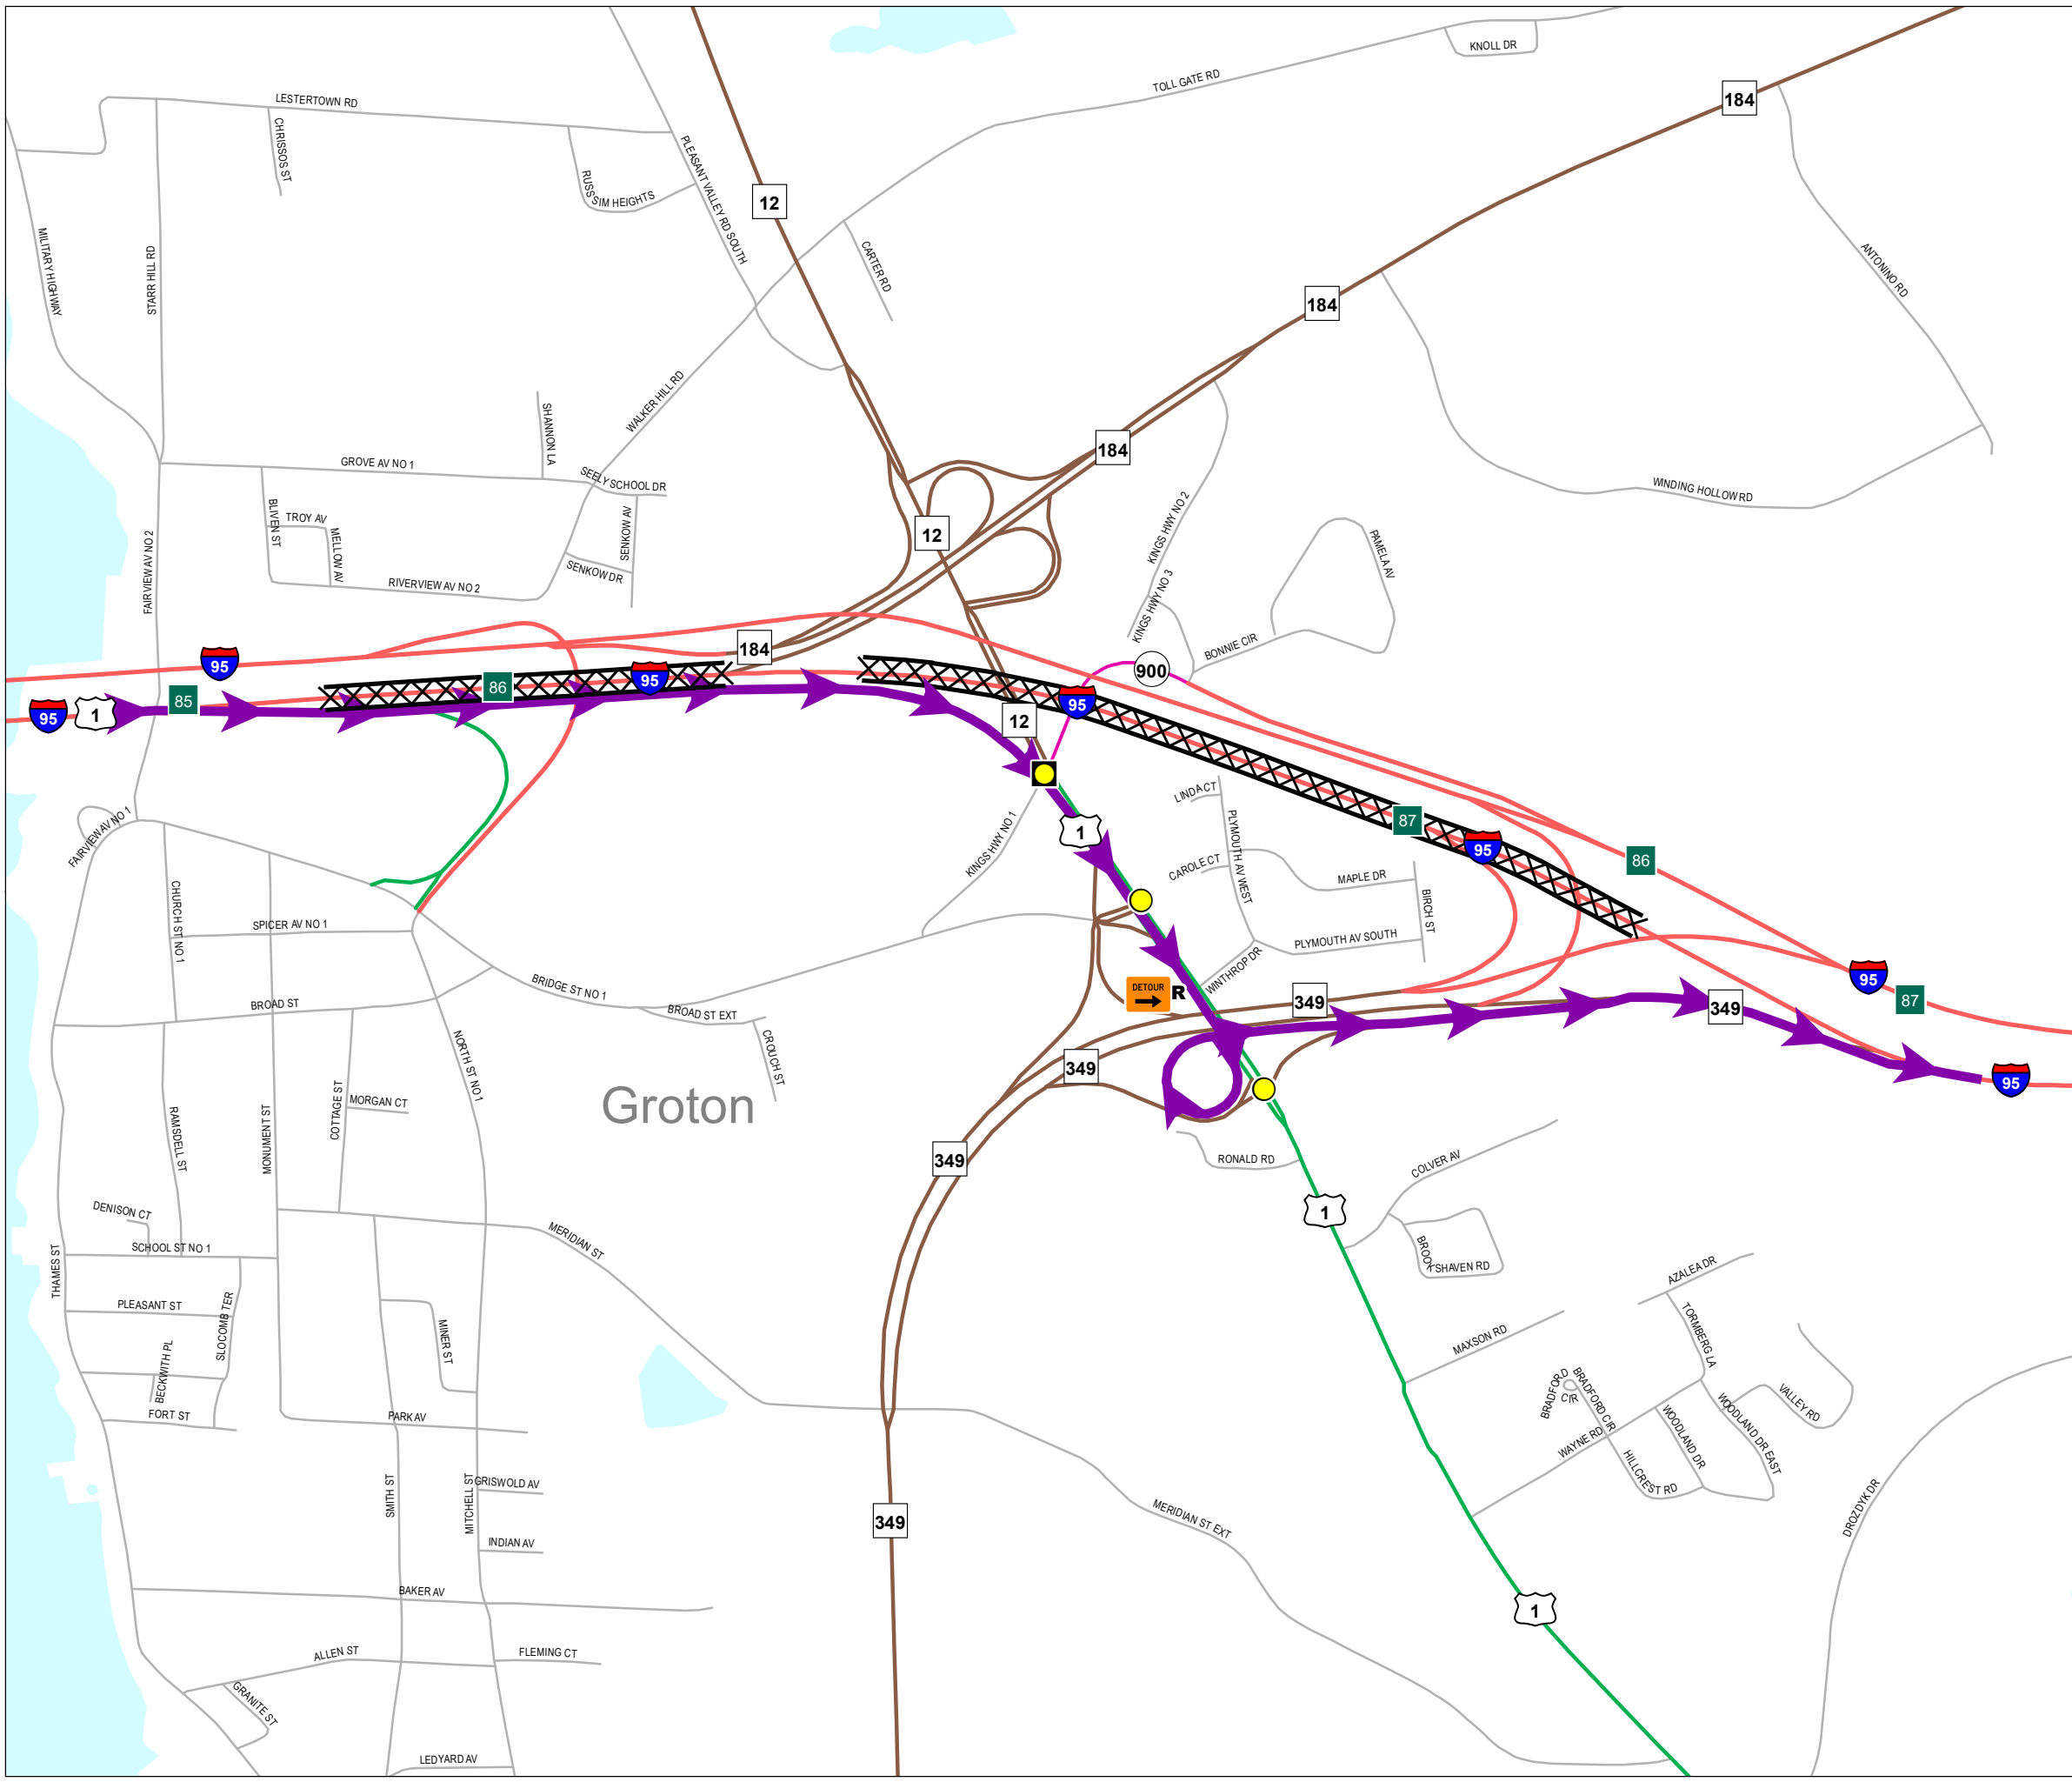 KNOLL DR
TOLL GATE RD
184
LESTERTOWN RD
CHRISSOS ST
PLEASANT VALLEY RD SOUTH
RUSS
SIM HEIGHTS
12
MILITARY HIGHWAY
STARR HILL RD
CARTER RD
ANTONINO RD
184
WALKER HILL RD
SHANNON LA
184
GROVE AV NO 1
SEELY SCHOOL DR
WINDING HOLLOW RD
BLIVEN ST
TROY AV
MELLOW AV
SENKOW AV
12
KINGS HWY NO 2
PAMELA AV
FAIRVIEW AV NO 2
RIVERVIEW AV NO 2
SENKOW DR
KINGS HWY NO 3
BONNIE CIR
184
95
900
86
95
95
85
95
1
12
LINDA CT
1
87
95
86
FAIRVIEW AV NO 1
KINGS HWY NO 1
PLYMOUTH AV WEST
CAROLE CT
MAPLE DR
BIRCH ST
CHURCH ST NO 1
SPICER AV NO 1
PLYMOUTH AV SOUTH
WINTHROP DR
BRIDGE ST NO 1
DETOUR
R
349
95
87
349
BROAD ST
BROAD ST EXT
CROUCH ST
NORTH ST NO 1
349
95
Groton
MORGAN CT
COTTAGE ST
MONUMENT ST
RAMSDELL ST
349
RONALD RD
COLVER AV
DENISON CT
1
SCHOOL ST NO 1
MERIDIAN ST
THAMES ST
BROO
SHAVEN RD
AZALEA DR
PLEASANT ST
SLOCOMB TER
MINER ST
TORMBERG LA
MAXSON RD
BECKWITH PL
BRADFORD
CIR
BRADFORD CIR
VALLEY RD
FORT ST
PARK AV
WOODLAND DR
WOODLAND DR EAST
WAYNE RD
HILLCREST RD
SMITH ST
MITCHELL ST
GRISWOLD AV
349
MERIDIAN ST EXT
DROZDYK DR
INDIAN AV
BAKER AV
1
ALLEN ST
FLEMING CT
GRANITE ST
LEDYARD AV